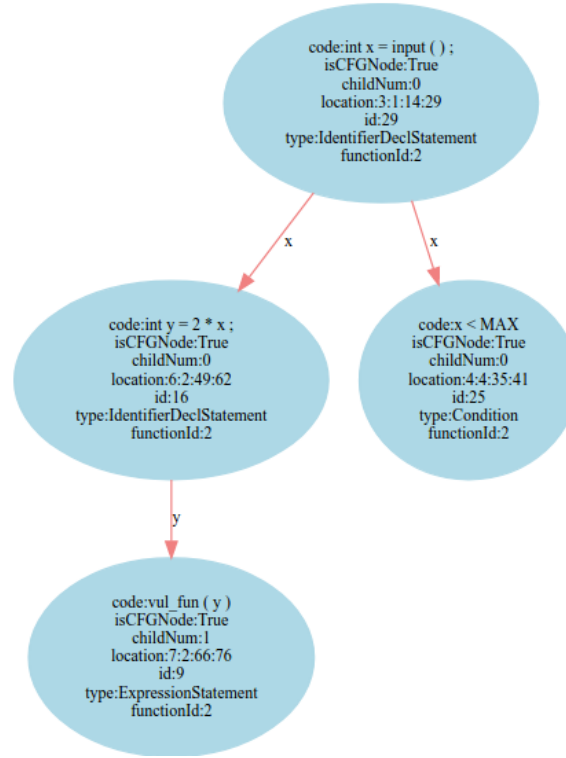 code:int x = input ( ) ;
isCFGNode:True
childNum:0
location:3:1:14:29
id:29
type:IdentifierDeclStatement
functionId:2
x
x
code:int y = 2 * x ;
isCFGNode:True
childNum:0
location:6:2:49:62
id:16
type:IdentifierDeclStatement
functionId:2
code:x < MAX
isCFGNode:True
childNum:0
location:4:4:35:41
id:25
type:Condition
functionId:2
y
code:vul_fun ( y )
isCFGNode:True
childNum:1
location:7:2:66:76
id:9
type:ExpressionStatement
functionId:2